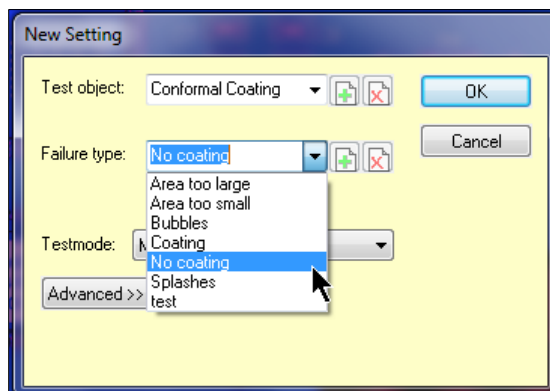 New Setting
Test object: Conformal Coating
OK
Failure type: No coating
Cancel
Area too large
Area too small
Bubbles
Testmode:
Coating
No coating
Advanced >>
Splashes
test